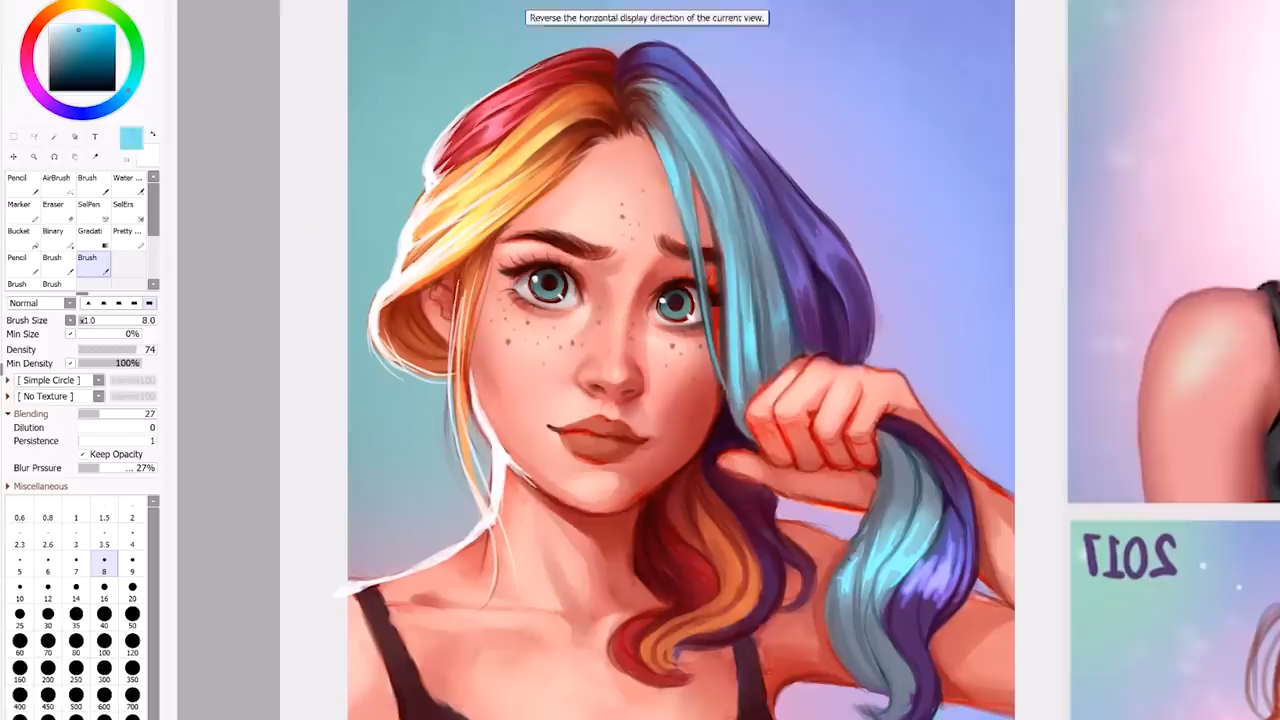 Reverse the horizontal display direction of the current view.
T
Pencil AirBrush Brush Water ...
Marker Eraser SelPen SelErs
Bucket Binary Gradati Pretty ...
Pencil Brush Brush
Brush Brush
Normal
Brush Size x1.0 8.0
Min Size 0%
Density 74
Min Density 100%
[ Simple Circle ]
[ No Texture ]
Blending 27
Dilution 0
Persistence 1
Keep Opacity
Blur Prssure ... 27%
Miscellaneous
0.6 0.8 1 1.5 2
2.3 2.6 3 3.5 4
5 6 7 8 9
10 12 14 16 20
25 30 35 40 50
60 70 80 100 120
160 200 250 300 350
400 450 500 600 700
2017